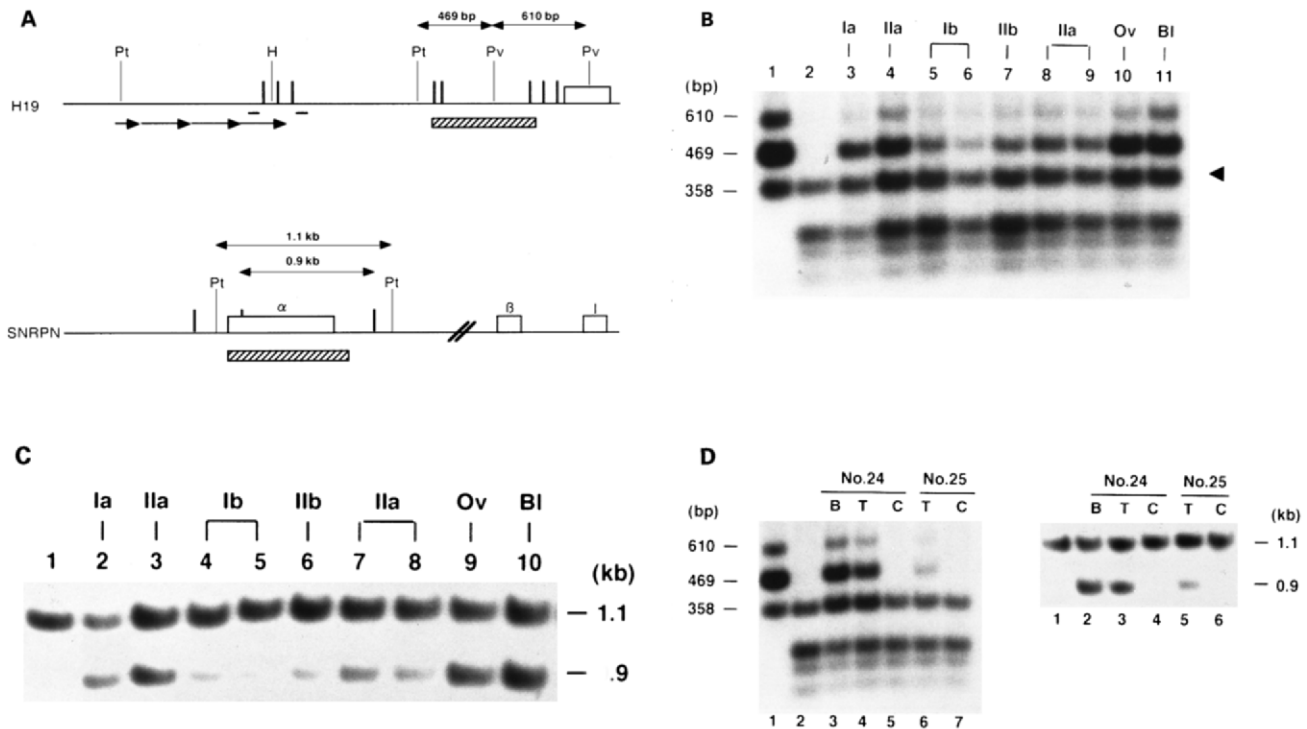 A
469 bp 610 bp
Pt H Pt Pv Pv
H19
1.1 kb
0.9 kb
Pt Pt
α β I
SNRPN
B
Ia IIa Ib IIb IIa Ov Bl
1 2 3 4 5 6 7 8 9 10 11
(bp)
610
469
358
C
Ia IIa Ib IIb IIa Ov Bl
1 2 3 4 5 6 7 8 9 10
(kb)
1.1
.9
D
No.24 No.25
B T C T C
(bp)
610
469
358
1 2 3 4 5 6 7
No.24 No.25
B T C T C
(kb)
1.1
0.9
1 2 3 4 5 6